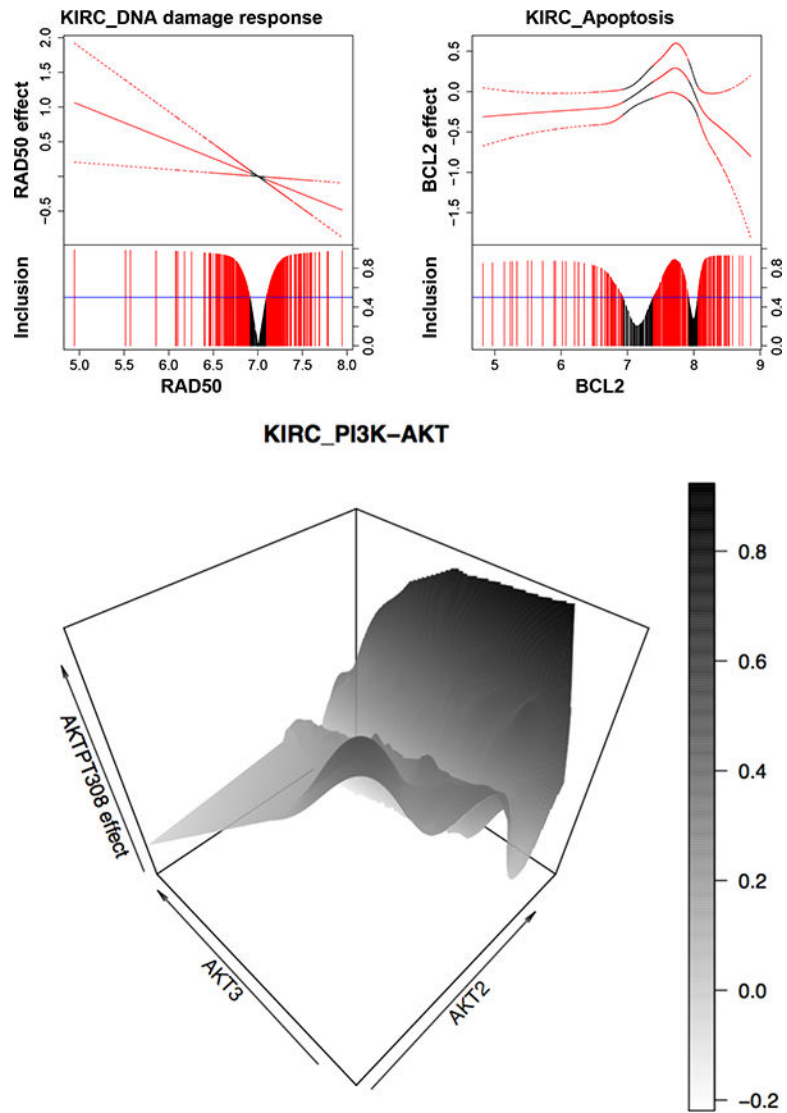 KIRC_DNA damage response
RAD50 effect
2.0
1.5
1.0
0.5
−0.5
Inclusion
0.8
0.4
0.0
5.0 5.5 6.0 6.5 7.0 7.5 8.0
RAD50
KIRC_Apoptosis
BCL2 effect
0.5
0.0
−0.5
−1.0
−1.5
Inclusion
0.8
0.4
0.0
5 6 7 8 9
BCL2
KIRC_PI3K−AKT
AKTPT308 effect
AKT3
AKT2
0.8
0.6
0.4
0.2
0.0
−0.2